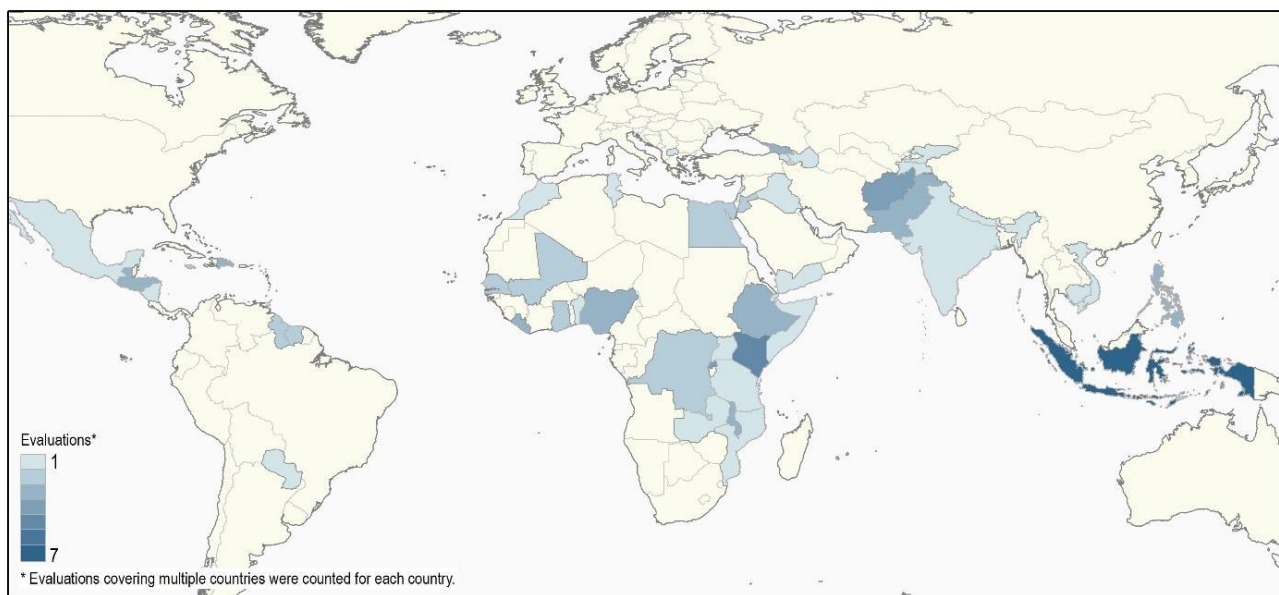 Evaluations*
1
7
* Evaluations covering multiple countries were counted for each country.